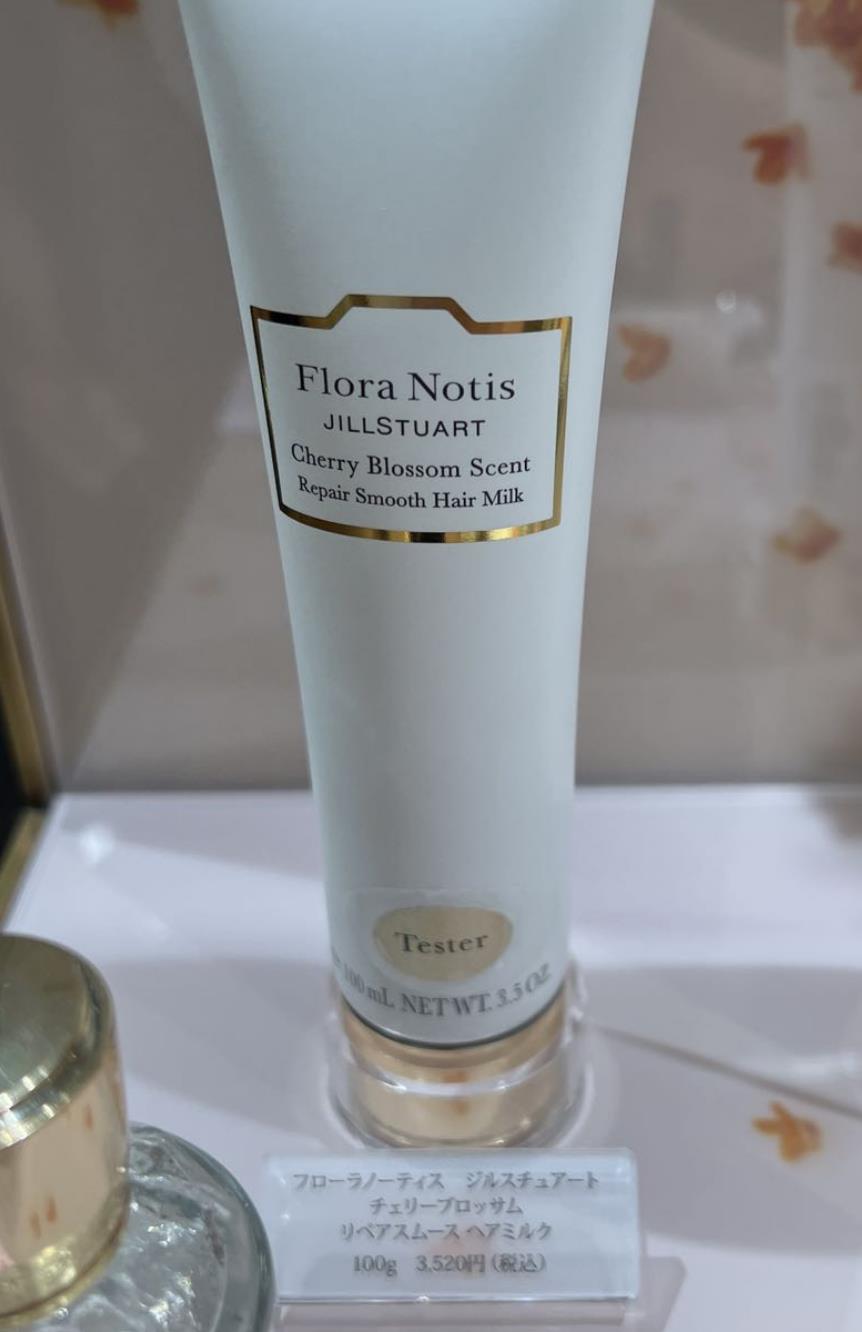 Flora Notis
JILLSTUART
Cherry Blossom Scent
Repair Smooth Hair Milk
Tester
100 mL NET WT. 3.5 OZ.
フローラノーティス　ジルスチュアート
チェリーブロッサム
リペアスムース ヘアミルク
100g　3,520円（税込）